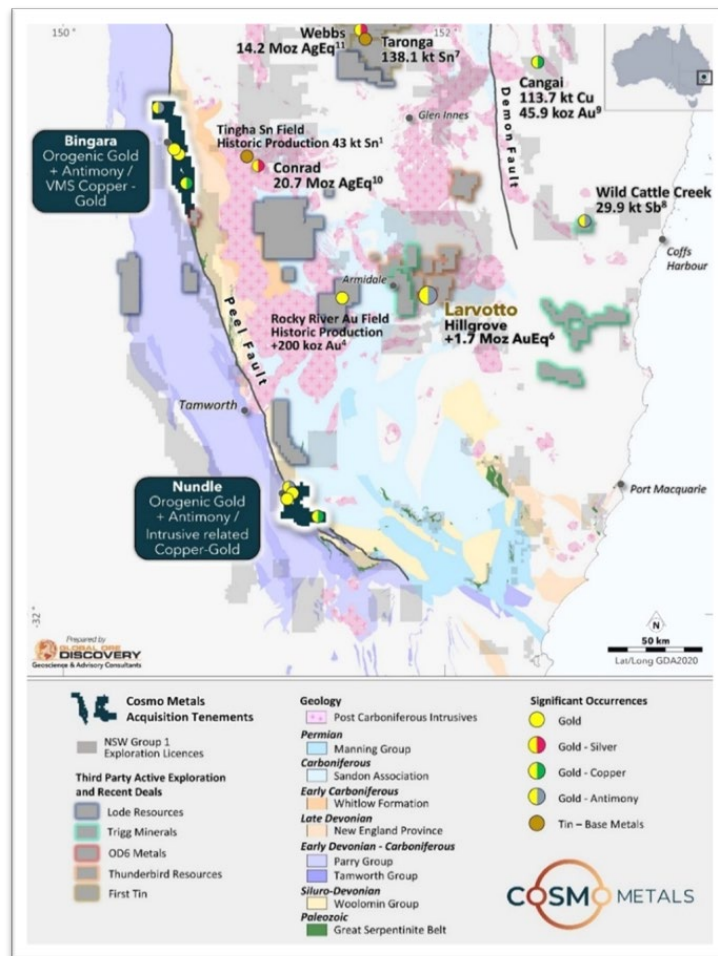 150 °
152 °
Webbs
14.2 Moz AgEq11
Taronga
138.1 kt Sn7
Cangai
113.7 kt Cu
45.9 koz Au9
Glen Innes
Demon Fault
Bingara
Orogenic Gold
+ Antimony /
VMS Copper -
Gold
Tingha Sn Field
Historic Production 43 kt Sn1
Conrad
20.7 Moz AgEq10
Wild Cattle Creek
29.9 kt Sb8
Coffs
Harbour
Armidale
Larvotto
Hillgrove
+1.7 Moz AuEq6
Rocky River Au Field
Historic Production
+200 koz Au4
Peel Fault
Tamworth
Nundle
Orogenic Gold
+ Antimony /
Intrusive related
Copper-Gold
Port Macquarie
-32 °
Prepared by
GLOBAL ORE
DISCOVERY
Geoscience & Advisory Consultants
N
50 km
Lat/Long GDA2020
Cosmo Metals
Acquisition Tenements
NSW Group 1
Exploration Licences
Third Party Active Exploration
and Recent Deals
Lode Resources
Trigg Minerals
OD6 Metals
Thunderbird Resources
First Tin
Geology
Post Carboniferous Intrusives
Permian
Manning Group
Carboniferous
Sandon Association
Early Carboniferous
Whitlow Formation
Late Devonian
New England Province
Early Devonian - Carboniferous
Parry Group
Tamworth Group
Siluro-Devonian
Woolomin Group
Paleozoic
Great Serpentinite Belt
Significant Occurrences
Gold
Gold - Silver
Gold - Copper
Gold - Antimony
Tin – Base Metals
COSMO METALS